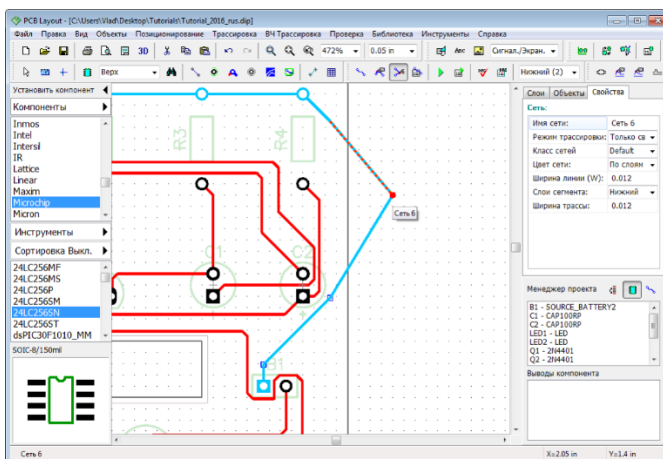 PCB Layout - [C:\Users\Vlad\Desktop\Tutorials\Tutorial_2016_rus.dip]
Файл Правка Вид Объекты Позиционирование Трассировка ВЧ Трассировка Проверка Библиотека Инструменты Справка
3D 472% 0.05 in Abc Сигнал./Экран.
Верх Нижний (2)
Установить компонент
Компоненты
Inmos
Intel
Intersil
IR
Lattice
Linear
Maxim
Microchip
Micron
Инструменты
Сортировка Выкл.
24LC256MF
24LC256MS
24LC256P
24LC256SM
24LC256SN
24LC256ST
dsPIC30F1010_MM
SOIC-8/150mil
R3
R4
Сеть 6
C1
C2
B1
Слои Объекты Свойства
Сеть:
Имя сети: Сеть 6
Режим трассировки: Только св
Класс сетей Default
Цвет сети: По слоям
Ширина линии (W): 0.012
Слои сегмента: Нижний
Ширина трассы: 0.012
Менеджер проекта
B1 - SOURCE_BATTERY2
C1 - CAP100RP
C2 - CAP100RP
LED1 - LED
LED2 - LED
Q1 - 2N4401
Q2 - 2N4401
Выводы компонента
Сеть 6
X=2.05 in Y=1.4 in